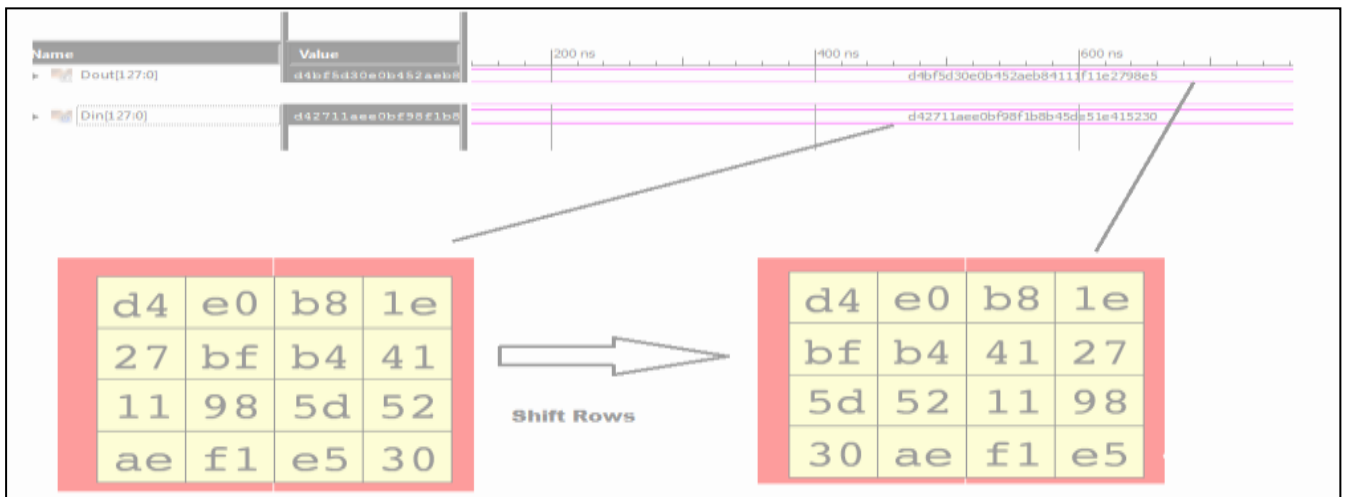 Name Value 200 ns 400 ns 600 ns
Dout[127:0] d4bf5d30e0b452aeb8 d4bf5d30e0b452aeb84111f11e2798e5
Din[127:0] d42711aee0bf98f1b8 d42711aee0bf98f1b8b45de51e415230
d4 e0 b8 1e d4 e0 b8 1e
27 bf b4 41 bf b4 41 27
11 98 5d 52 5d 52 11 98
Shift Rows
ae f1 e5 30 30 ae f1 e5